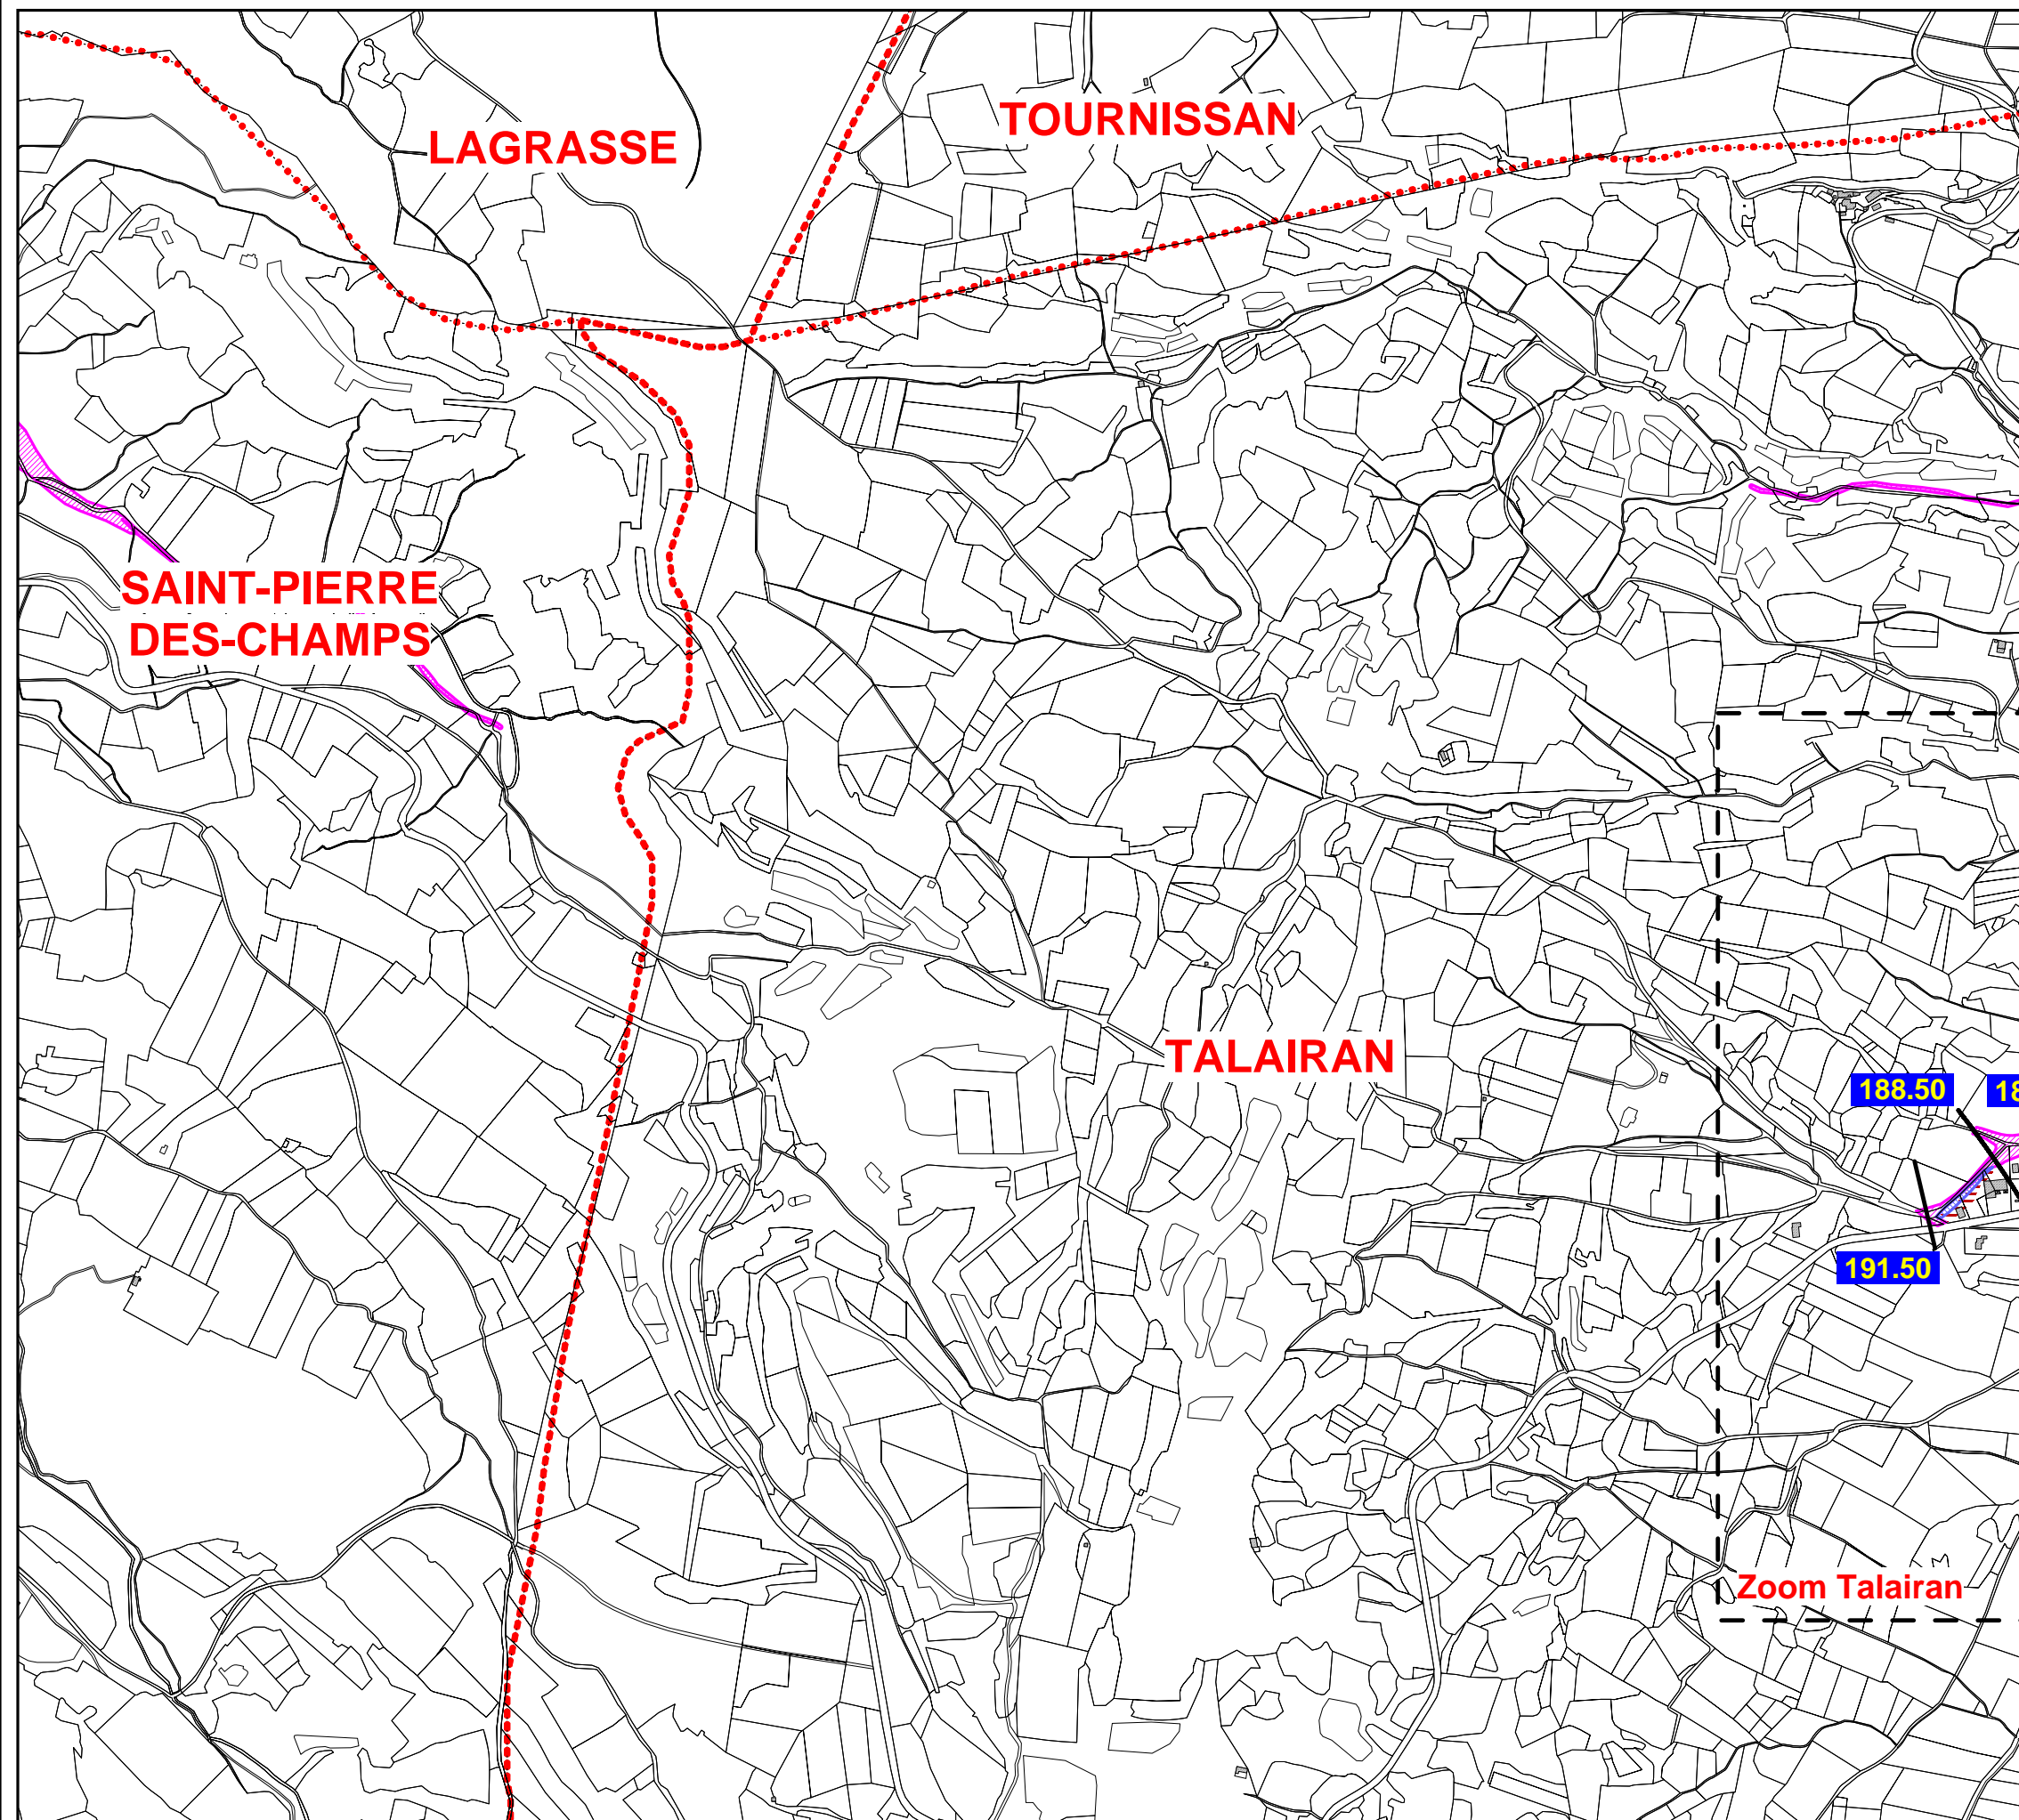 TOURNISSAN
LAGRASSE
SAINT-PIERRE
DES-CHAMPS
TALAIRAN
188.50
191.50
Zoom Talairan